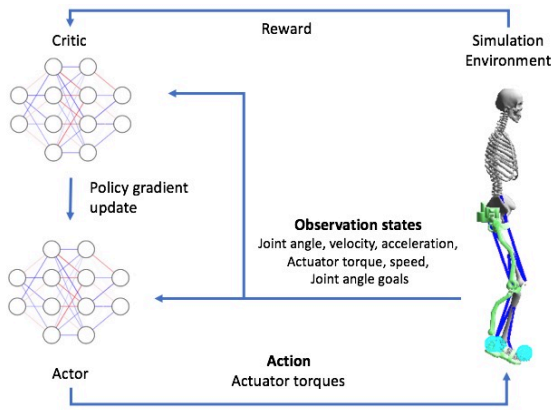 Reward
Critic
Simulation
Environment
Policy gradient
update
Observation states
Joint angle, velocity, acceleration,
Actuator torque, speed,
Joint angle goals
Action
Actuator torques
Actor